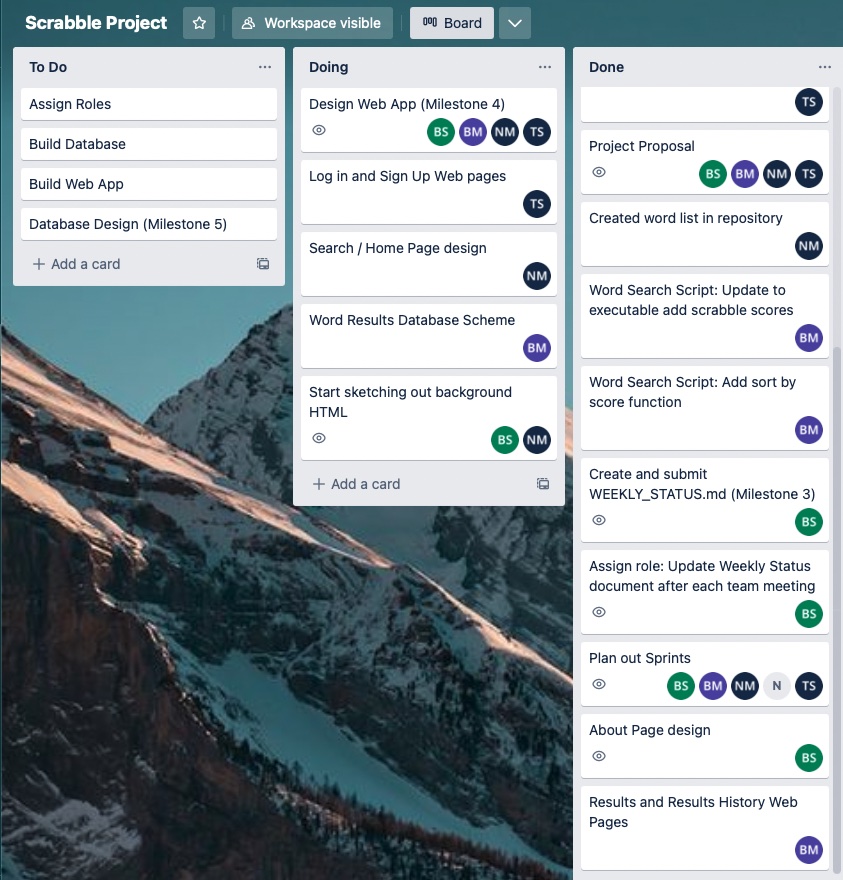 Scrabble Project
Workspace visible
Board
To Do
Assign Roles
Build Database
Build Web App
Database Design (Milestone 5)
+ Add a card
Doing
Design Web App (Milestone 4)
BS BM NM TS
Log in and Sign Up Web pages
TS
Search / Home Page design
NM
Word Results Database Scheme
BM
Start sketching out background
HTML
BS NM
+ Add a card
Done
TS
Project Proposal
BS BM NM TS
Created word list in repository
NM
Word Search Script: Update to
executable add scrabble scores
BM
Word Search Script: Add sort by
score function
BM
Create and submit
WEEKLY_STATUS.md (Milestone 3)
BS
Assign role: Update Weekly Status
document after each team meeting
BS
Plan out Sprints
BS BM NM N TS
About Page design
BS
Results and Results History Web
Pages
BM